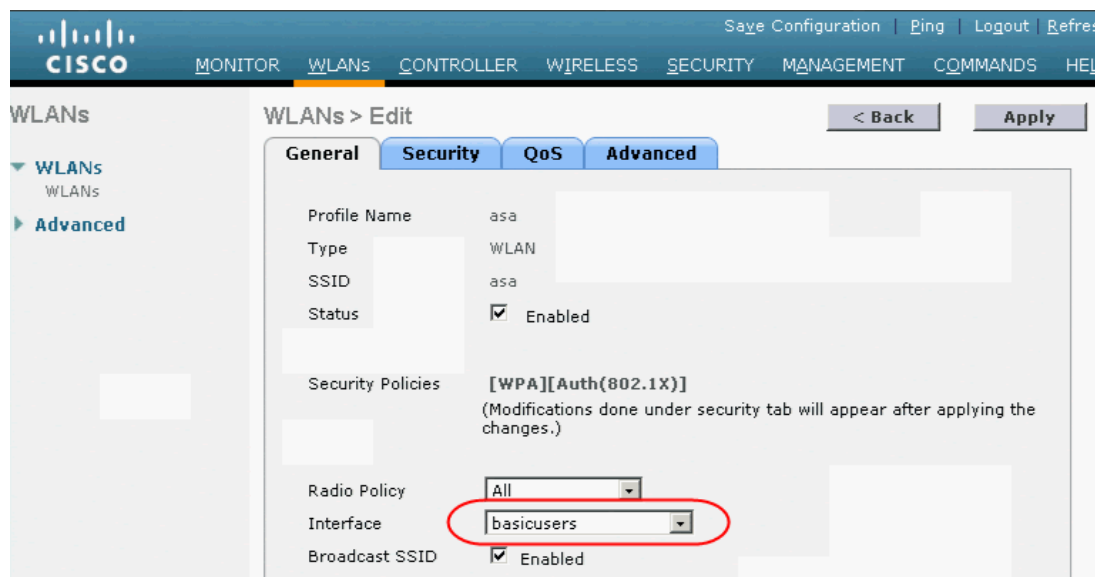 Save Configuration | Ping | Logout | Refres
CISCO MONITOR WLANs CONTROLLER WIRELESS SECURITY MANAGEMENT COMMANDS HEL
WLANs
WLANs
WLANs
Advanced
WLANs > Edit < Back Apply
General Security QoS Advanced
Profile Name asa
Type WLAN
SSID asa
Status Enabled
Security Policies [WPA][Auth(802.1X)]
(Modifications done under security tab will appear after applying the
changes.)
Radio Policy All
Interface basicusers
Broadcast SSID Enabled